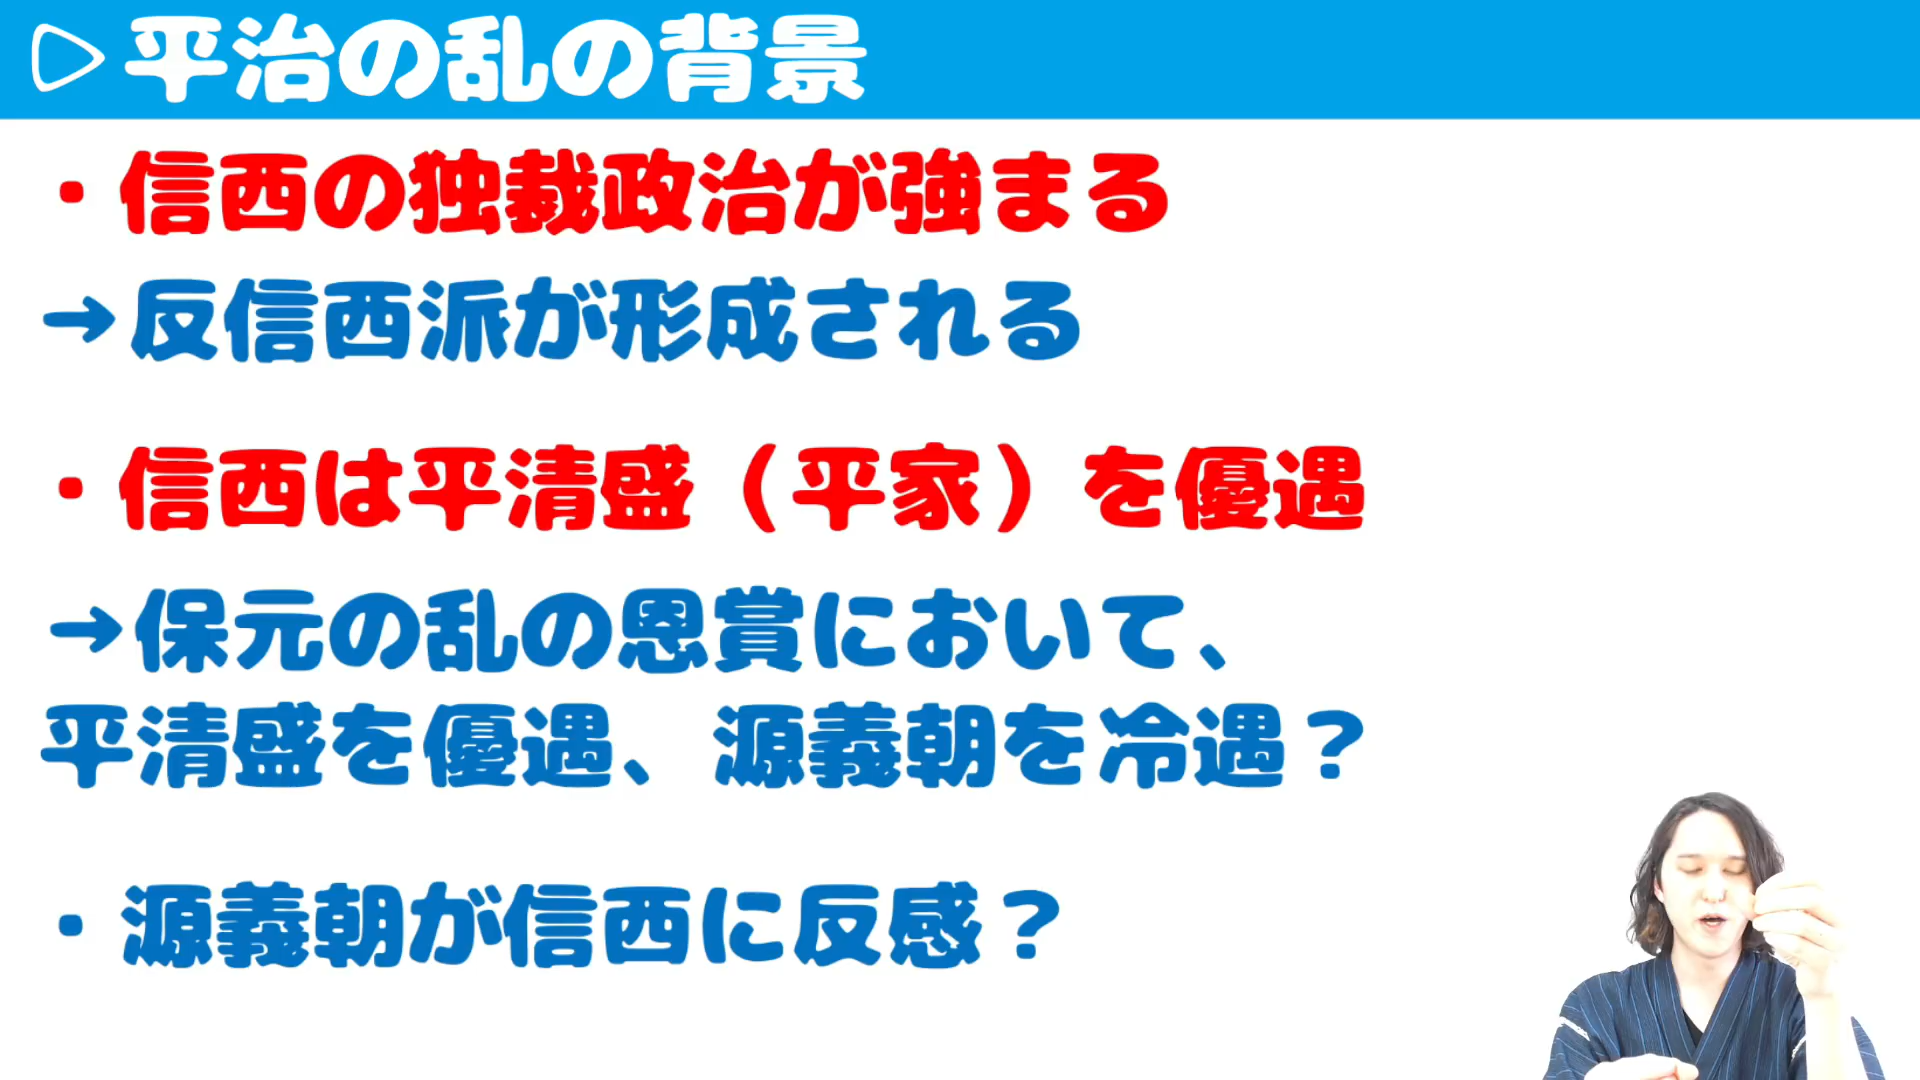 ▷平治の乱の背景
・信西の独裁政治が強まる
→反信西派が形成される
・信西は平清盛（平家）を優遇
→保元の乱の恩賞において、
平清盛を優遇、源義朝を冷遇？
・源義朝が信西に反感？